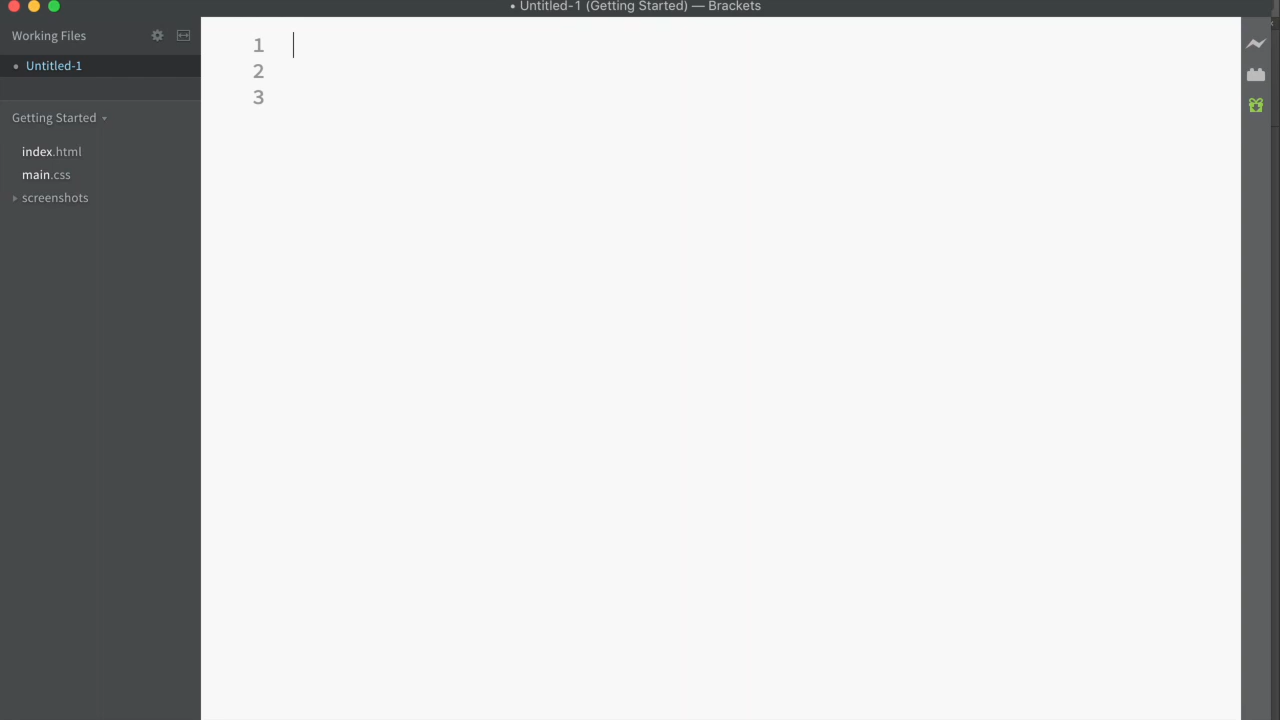 • Untitled-1 (Getting Started) — Brackets
Working Files
• Untitled-1
Getting Started
index.html
main.css
screenshots
1
2
3